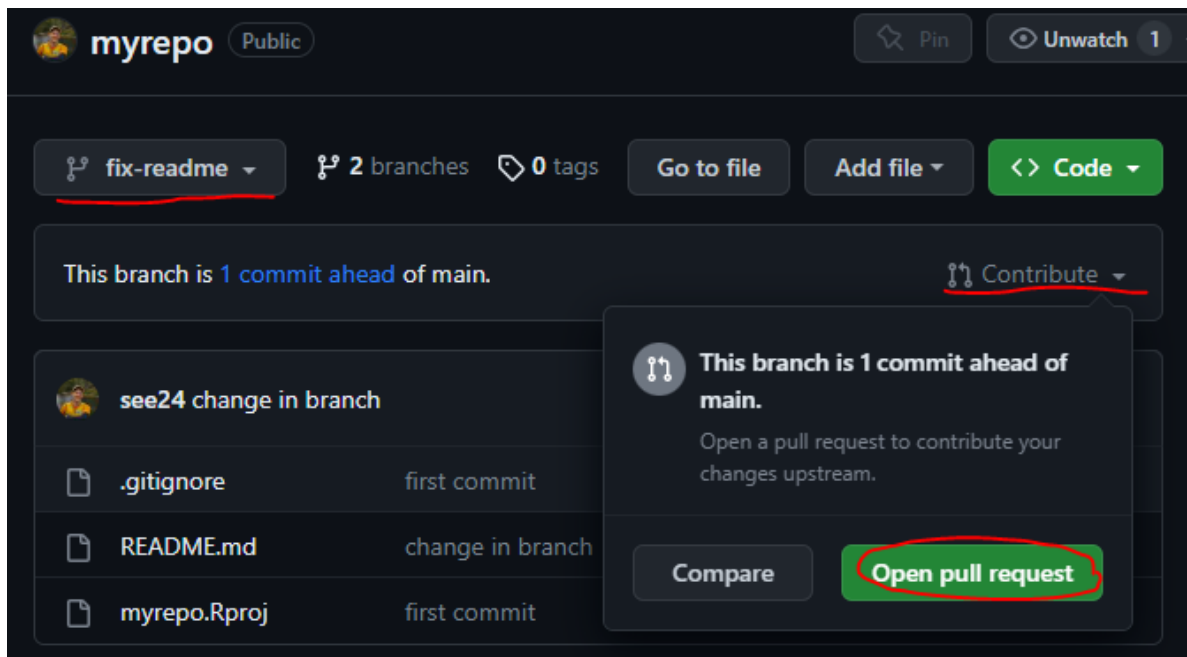 myrepo Public Pin Unwatch 1
fix-readme 2 branches 0 tags Go to file Add file Code
This branch is 1 commit ahead of main. Contribute
This branch is 1 commit ahead of
main.
Open a pull request to contribute your
changes upstream.
Compare Open pull request
see24 change in branch
.gitignore first commit
README.md change in branch
myrepo.Rproj first commit